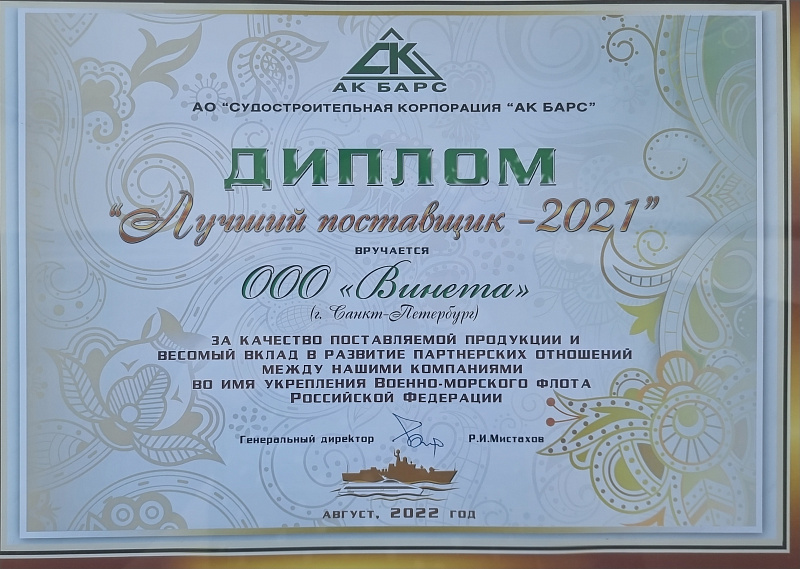 СК
АК БАРС
АО "СУДОСТРОИТЕЛЬНАЯ КОРПОРАЦИЯ "АК БАРС"
ДИПЛОМ
"Лучший поставщик -2021"
ВРУЧАЕТСЯ
ООО «Винета»
(г. Санкт-Петербург)
ЗА КАЧЕСТВО ПОСТАВЛЯЕМОЙ ПРОДУКЦИИ И
ВЕСОМЫЙ ВКЛАД В РАЗВИТИЕ ПАРТНЕРСКИХ ОТНОШЕНИЙ
МЕЖДУ НАШИМИ КОМПАНИЯМИ
ВО ИМЯ УКРЕПЛЕНИЯ ВОЕННО-МОРСКОГО ФЛОТА
РОССИЙСКОЙ ФЕДЕРАЦИИ
Генеральный директор Р.И.Мистахов
АВГУСТ, 2022 ГОД